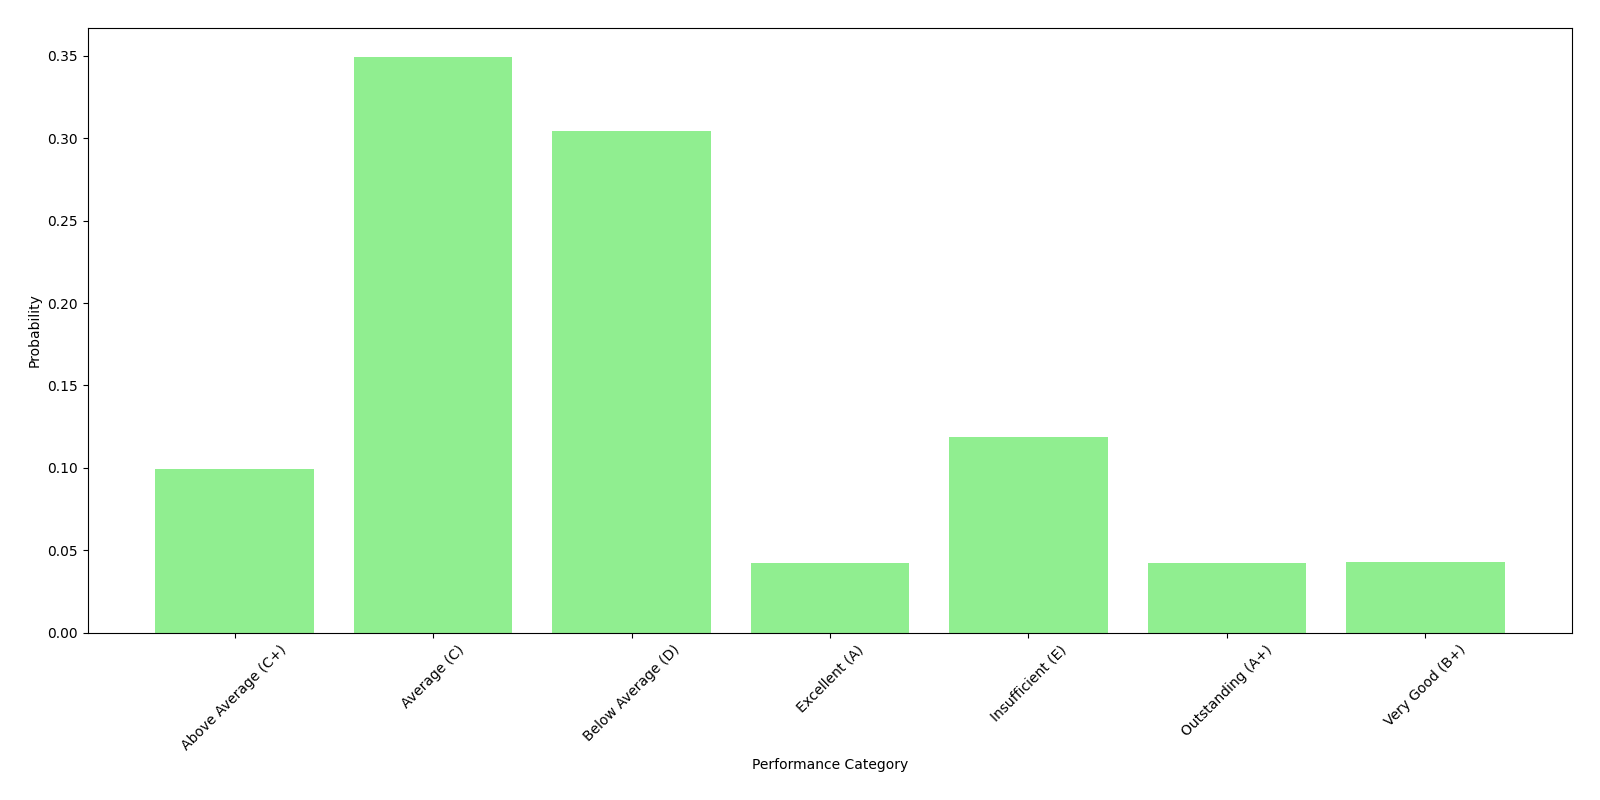 0.35
0.30
0.25
0.20
0.15
0.10
0.05
0.00
Probability
Above Average (C+)
Average (C)
Below Average (D)
Excellent (A)
Insufficient (E)
Outstanding (A+)
Very Good (B+)
Performance Category